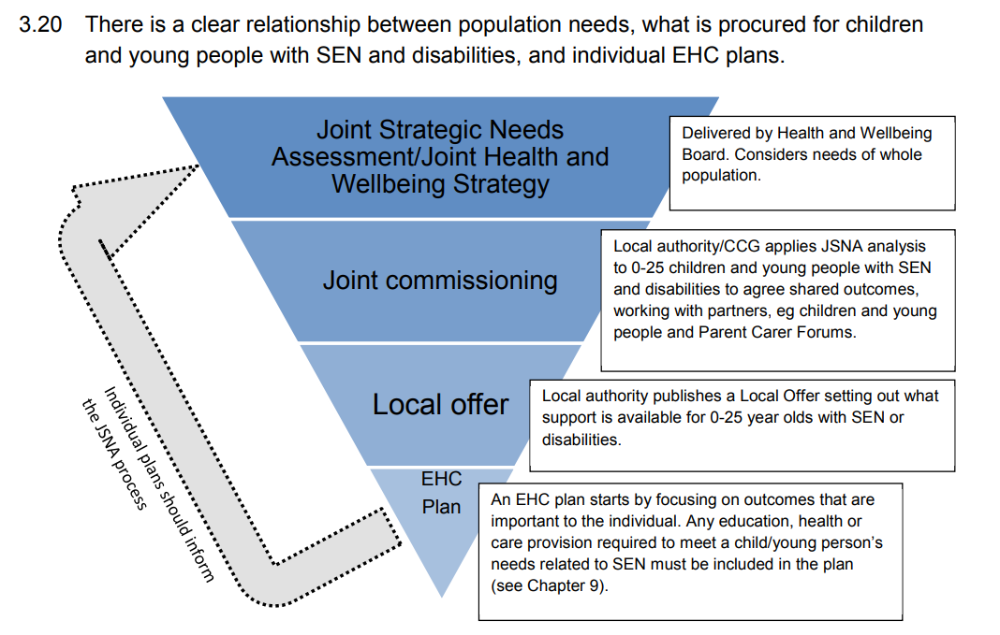 3.20 There is a clear relationship between population needs, what is procured for children
and young people with SEN and disabilities, and individual EHC plans.
Joint Strategic Needs
Assessment/Joint Health and
Wellbeing Strategy
Delivered by Health and Wellbeing
Board. Considers needs of whole
population.
Joint commissioning
Local authority/CCG applies JSNA analysis
to 0-25 children and young people with SEN
and disabilities to agree shared outcomes,
working with partners, eg children and young
people and Parent Carer Forums.
Local offer
Local authority publishes a Local Offer setting out what
support is available for 0-25 year olds with SEN or
disabilities.
EHC
Plan
An EHC plan starts by focusing on outcomes that are
important to the individual. Any education, health or
care provision required to meet a child/young person's
needs related to SEN must be included in the plan
(see Chapter 9).
Individual plans should inform
the JSNA process